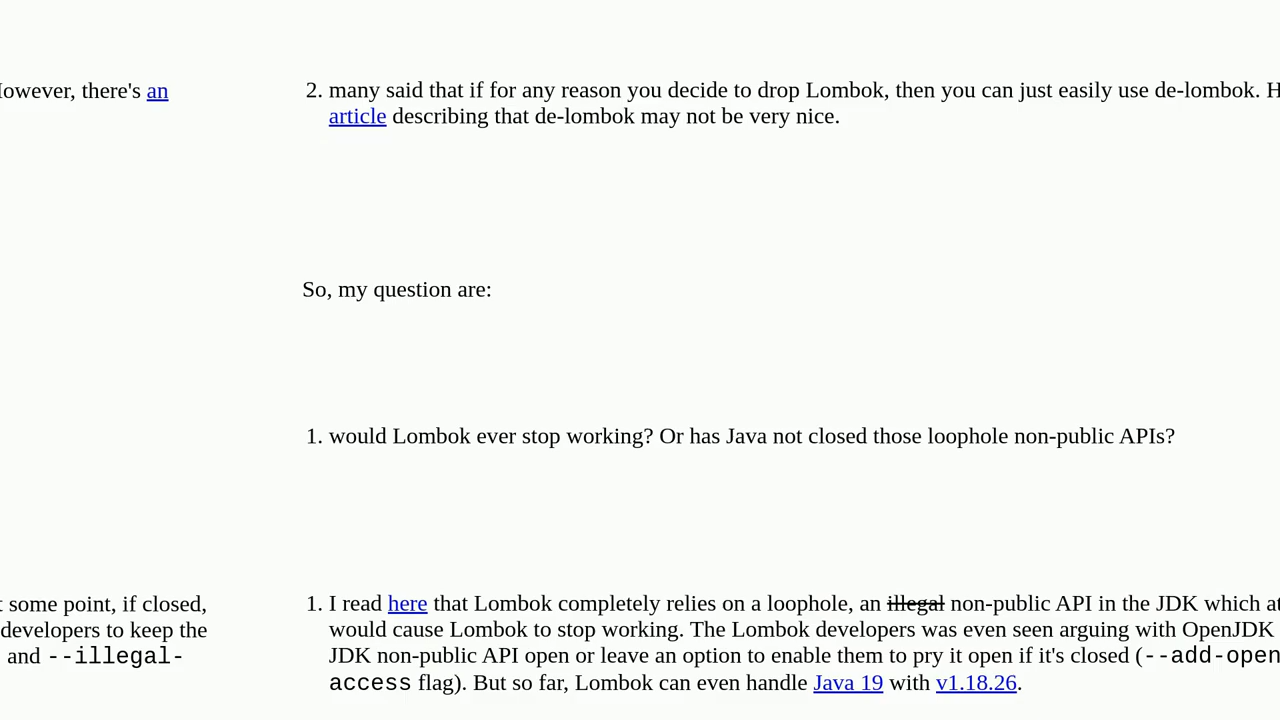 owever, there's an
some point, if closed,
developers to keep the
and --illegal-
2. many said that if for any reason you decide to drop Lombok, then you can just easily use de-lombok. H
article describing that de-lombok may not be very nice.
So, my question are:
1. would Lombok ever stop working? Or has Java not closed those loophole non-public APIs?
1. I read here that Lombok completely relies on a loophole, an illegal non-public API in the JDK which at
would cause Lombok to stop working. The Lombok developers was even seen arguing with OpenJDK
JDK non-public API open or leave an option to enable them to pry it open if it's closed (--add-open
access flag). But so far, Lombok can even handle Java 19 with v1.18.26.